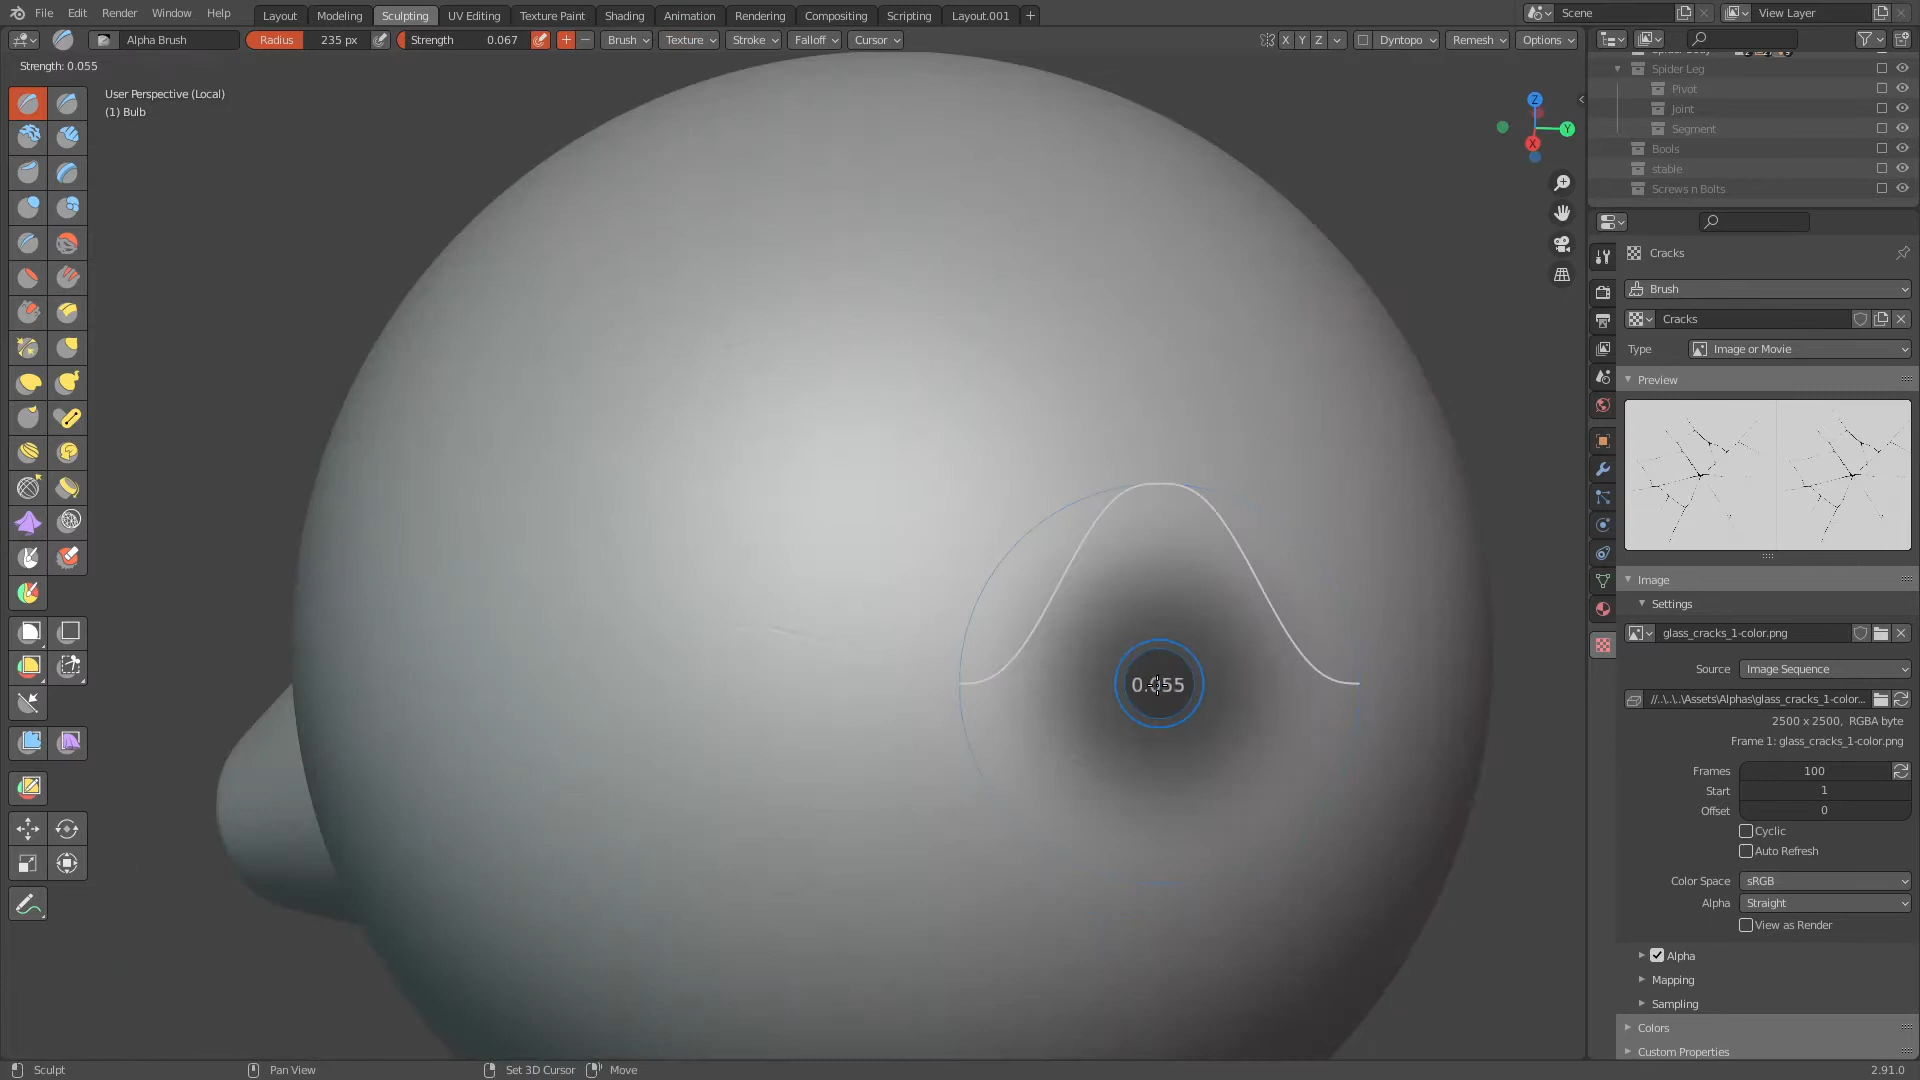 File Edit Render Window Help Layout Modeling Sculpting UV Editing Texture Paint Shading Animation Rendering Compositing Scripting Layout.001 + Scene View Layer
Alpha Brush Radius 235 px Strength 0.067 Brush Texture Stroke Falloff Cursor X Y Z Dyntopo Remesh Options
Strength: 0.055
User Perspective (Local)
(1) Bulb
Z
Y
X
0.055
Spider Leg
Pivot
Joint
Segment
Bools
stable
Screws n Bolts
Cracks
Brush
Cracks
Type Image or Movie
Preview
Image
Settings
glass_cracks_1-color.png
Source Image Sequence
//..\..\..\Assets\Alphas\glass_cracks_1-color...
2500 x 2500, RGBA byte
Frame 1: glass_cracks_1-color.png
Frames 100
Start 1
Offset 0
Cyclic
Auto Refresh
Color Space sRGB
Alpha Straight
View as Render
Alpha
Mapping
Sampling
Colors
Custom Properties
Sculpt Pan View Set 3D Cursor Move 2.91.0